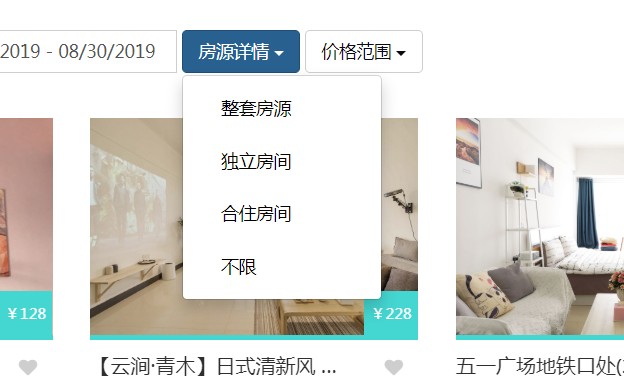 2019 - 08/30/2019
房源详情
价格范围
整套房源
独立房间
合住房间
不限
¥128
¥228
【云涧·青木】日式清新风 ...
五一广场地铁口处(